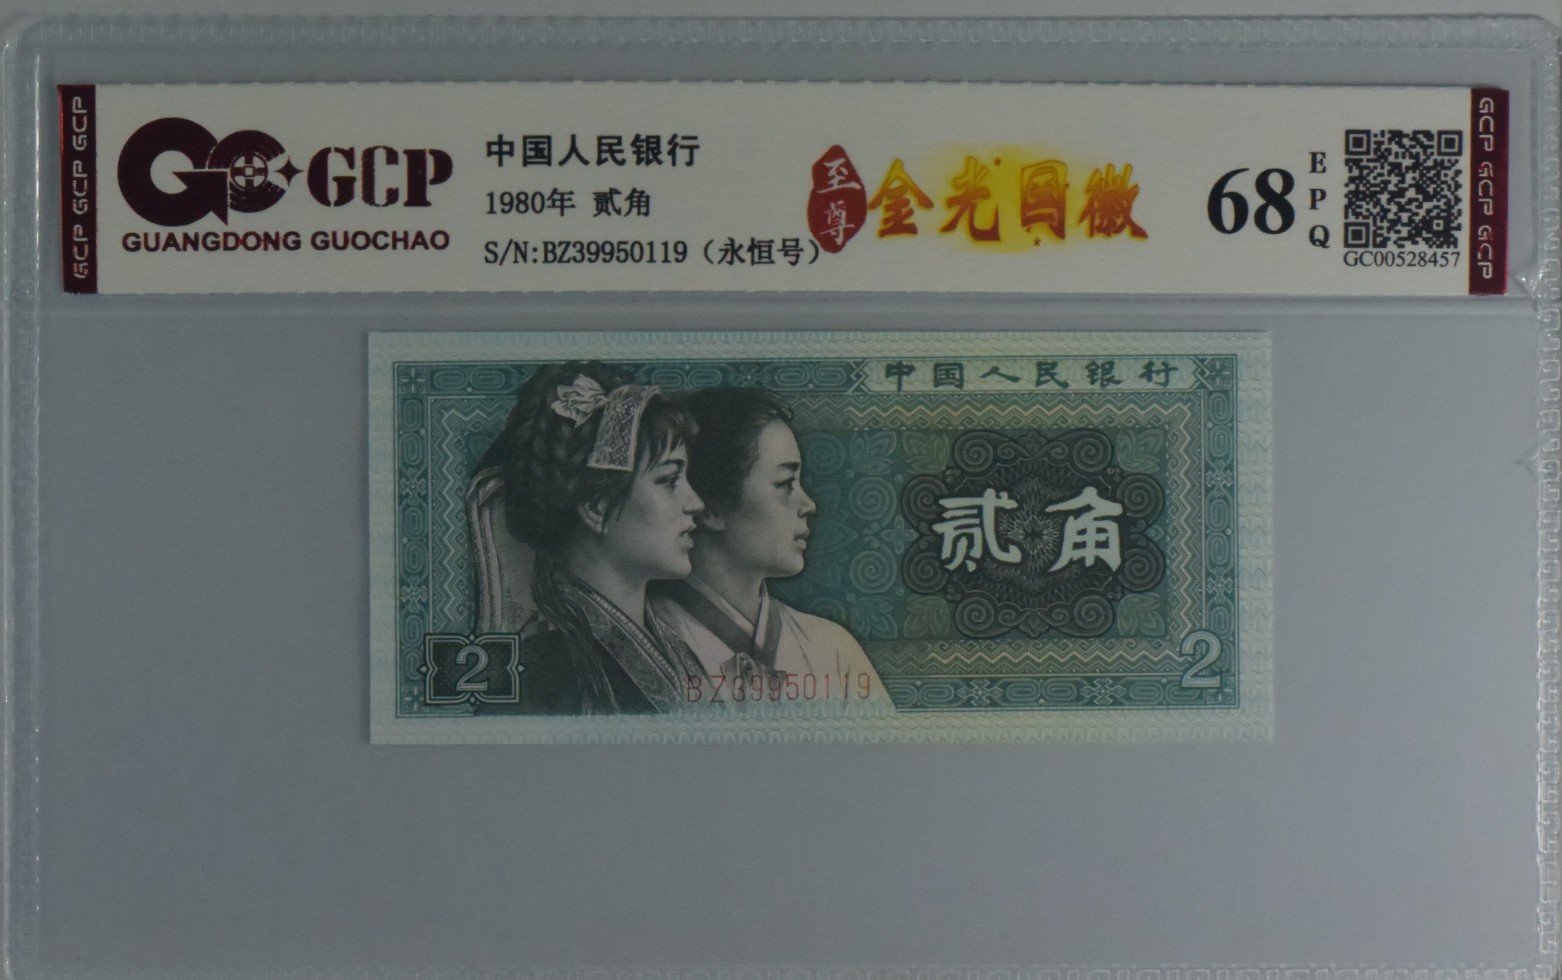 GCP GCP GCP
GCP
GUANGDONG GUOCHAO
中国人民银行
1980年 贰角
S/N:BZ39950119（永恒号）
至尊
金光国徽
68
EPQ
GC00528457
GCP GCP GCP
中国人民银行
贰角
2
2
BZ39950119